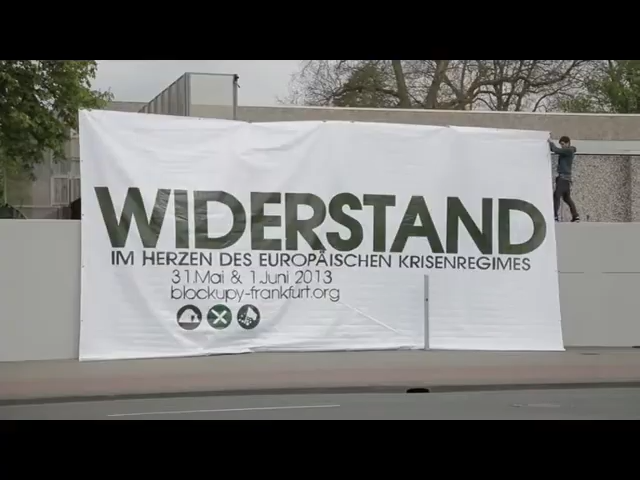 WIDERSTAND
IM HERZEN DES EUROPÄISCHEN KRISENREGIMES
31.Mai & 1.Juni 2013
blockupy-frankfurt.org